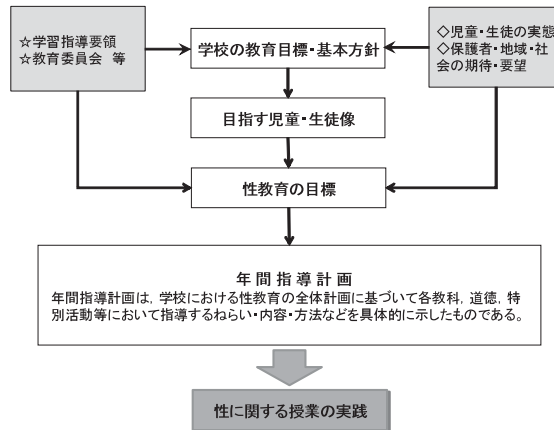 ☆学習指導要領
☆教育委員会 等
学校の教育目標・基本方針
◇児童・生徒の実態
◇保護者・地域・社
会の期待・要望
目指す児童・生徒像
性教育の目標
年 間 指 導 計 画
年間指導計画は，学校における性教育の全体計画に基づいて各教科，道徳，特
別活動等において指導するねらい・内容・方法などを具体的に示したものである。
性に関する授業の実践